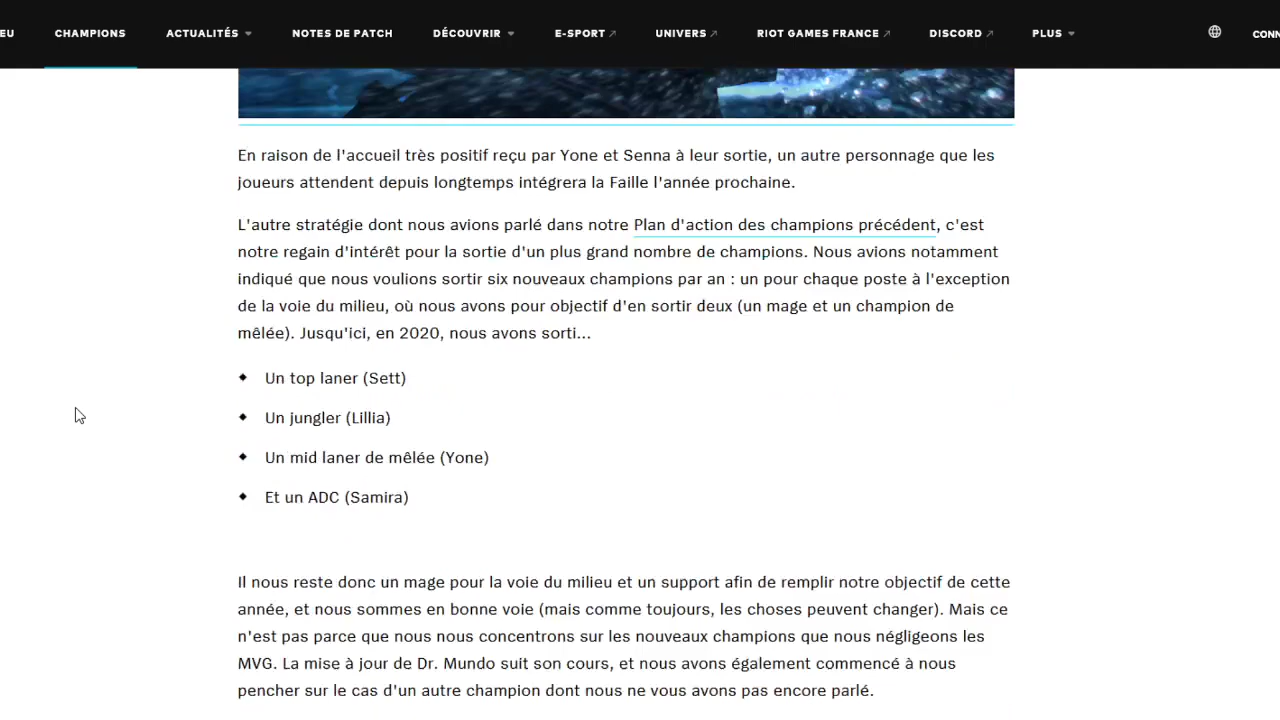 EU CHAMPIONS ACTUALITÉS NOTES DE PATCH DÉCOUVRIR E-SPORT UNIVERS RIOT GAMES FRANCE DISCORD PLUS CONN
En raison de l'accueil très positif reçu par Yone et Senna à leur sortie, un autre personnage que les
joueurs attendent depuis longtemps intégrera la Faille l'année prochaine.
L'autre stratégie dont nous avions parlé dans notre Plan d'action des champions précédent, c'est
notre regain d'intérêt pour la sortie d'un plus grand nombre de champions. Nous avions notamment
indiqué que nous voulions sortir six nouveaux champions par an : un pour chaque poste à l'exception
de la voie du milieu, où nous avons pour objectif d'en sortir deux (un mage et un champion de
mêlée). Jusqu'ici, en 2020, nous avons sorti...
Un top laner (Sett)
Un jungler (Lillia)
Un mid laner de mêlée (Yone)
Et un ADC (Samira)
Il nous reste donc un mage pour la voie du milieu et un support afin de remplir notre objectif de cette
année, et nous sommes en bonne voie (mais comme toujours, les choses peuvent changer). Mais ce
n'est pas parce que nous nous concentrons sur les nouveaux champions que nous négligeons les
MVG. La mise à jour de Dr. Mundo suit son cours, et nous avons également commencé à nous
pencher sur le cas d'un autre champion dont nous ne vous avons pas encore parlé.